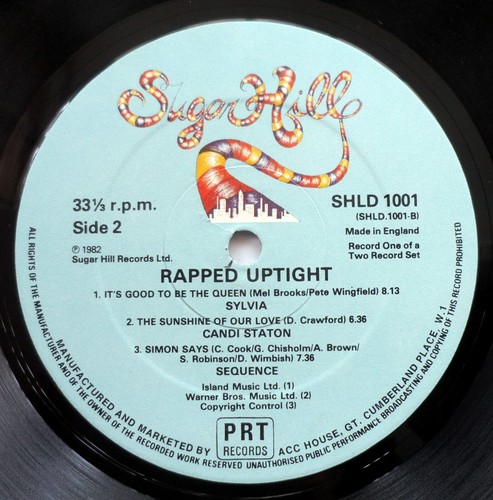 Sugar Hill
33⅓ r.p.m.
Side 2
SHLD 1001
(SHLD.1001-B)
Made in England
℗ 1982
Sugar Hill Records Ltd.
Record One of a
Two Record Set
RAPPED UPTIGHT
1. IT'S GOOD TO BE THE QUEEN (Mel Brooks/Pete Wingfield) 8.13
SYLVIA
2. THE SUNSHINE OF OUR LOVE (D. Crawford) 6.36
CANDI STATON
3. SIMON SAYS (C. Cook/G. Chisholm/A. Brown/
S. Robinson/D. Wimbish) 7.36
SEQUENCE
Island Music Ltd. (1)
Warner Bros. Music Ltd. (2)
Copyright Control (3)
PRT
RECORDS
MANUFACTURED AND MARKETED BY
ACC HOUSE, GT. CUMBERLAND PLACE, W.1
ALL RIGHTS OF THE MANUFACTURER AND OF THE OWNER OF THE RECORDED WORK RESERVED UNAUTHORISED PUBLIC PERFORMANCE BROADCASTING AND COPYING OF THIS RECORD PROHIBITED